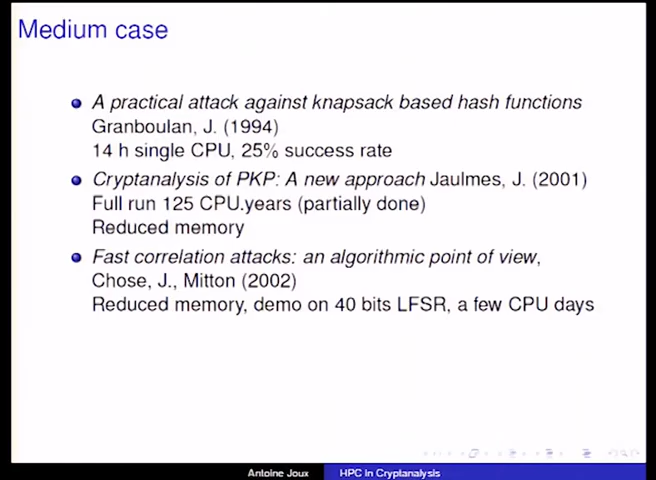 Medium case
A practical attack against knapsack based hash functions
Granboulan, J. (1994)
14 h single CPU, 25% success rate
Cryptanalysis of PKP: A new approach Jaulmes, J. (2001)
Full run 125 CPU.years (partially done)
Reduced memory
Fast correlation attacks: an algorithmic point of view,
Chose, J., Mitton (2002)
Reduced memory, demo on 40 bits LFSR, a few CPU days
Antoine Joux HPC in Cryptanalysis